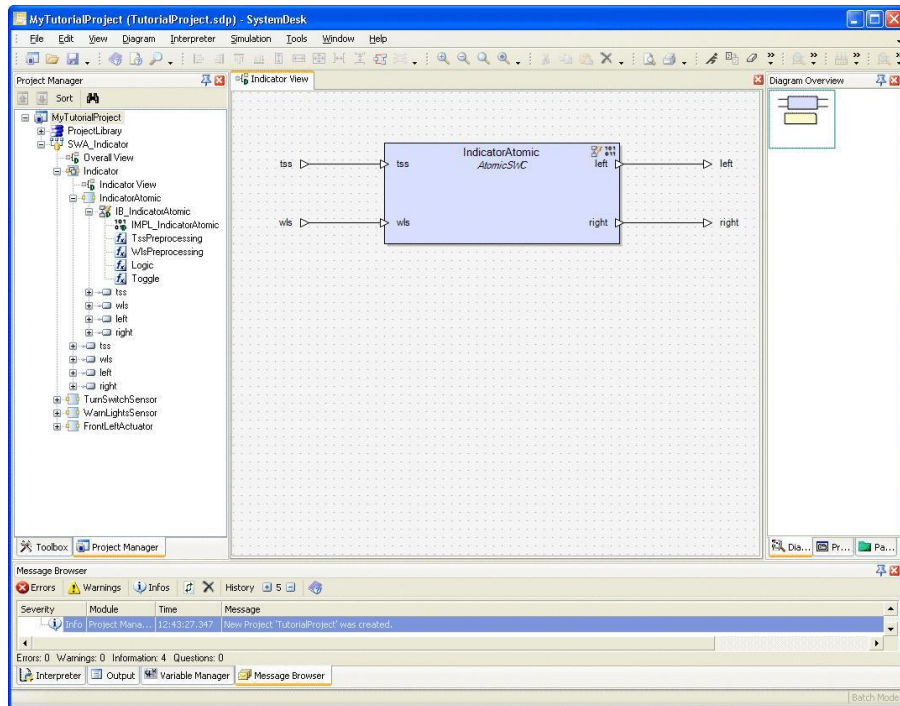 MyTutorialProject (TutorialProject.sdp) - SystemDesk
File Edit View Diagram Interpreter Simulation Tools Window Help
Project Manager
Sort
MyTutorialProject
ProjectLibrary
SWA_Indicator
Overall View
Indicator
Indicator View
IndicatorAtomic
IB_IndicatorAtomic
IMPL_IndicatorAtomic
TssPreprocessing
WlsPreprocessing
Logic
Toggle
tss
wls
left
right
tss
wls
left
right
TurnSwitchSensor
WarnLightsSensor
FrontLeftActuator
Toolbox Project Manager
Indicator View
IndicatorAtomic
AtomicSWC
tss tss left left
wls wls right right
Diagram Overview
Dia... Pr... Pa...
Message Browser
Errors Warnings Infos History 5
Severity Module Time Message
Info Project Mana... 12:43:27.347 New Project 'TutorialProject' was created.
Errors: 0 Warnings: 0 Information: 4 Questions: 0
Interpreter Output Variable Manager Message Browser
Batch Mode